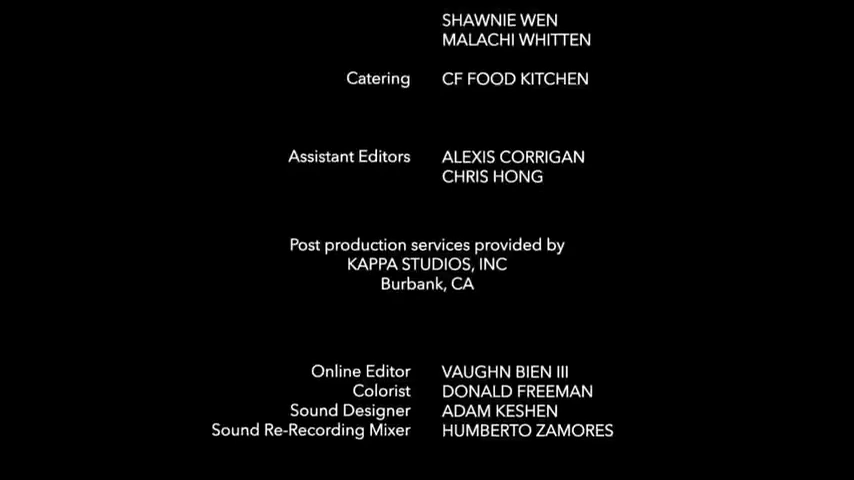 SHAWNIE WEN
MALACHI WHITTEN
Catering CF FOOD KITCHEN
Assistant Editors ALEXIS CORRIGAN
CHRIS HONG
Post production services provided by
KAPPA STUDIOS, INC
Burbank, CA
Online Editor VAUGHN BIEN III
Colorist DONALD FREEMAN
Sound Designer ADAM KESHEN
Sound Re-Recording Mixer HUMBERTO ZAMORES